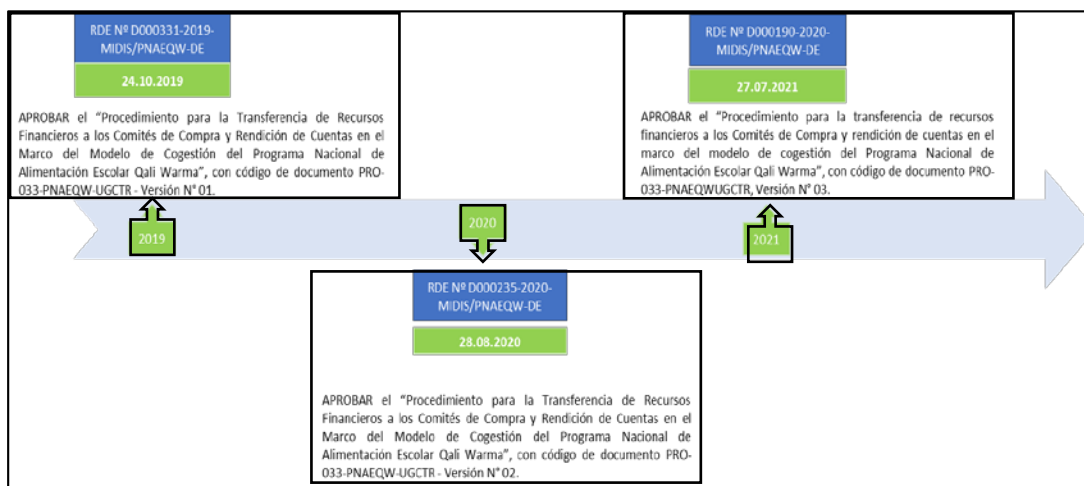 RDE Nº D000331-2019-
MIDIS/PNAEQW-DE
24.10.2019
APROBAR el “Procedimiento para la Transferencia de Recursos
Financieros a los Comités de Compra y Rendición de Cuentas en el
Marco del Modelo de Cogestión del Programa Nacional de
Alimentación Escolar Qali Warma”, con código de documento PRO-
033-PNAEQW-UGCTR - Versión N° 01.
RDE Nº D000190-2020-
MIDIS/PNAEQW-DE
27.07.2021
APROBAR el “Procedimiento para la transferencia de recursos
financieros a los Comités de Compra y rendición de cuentas en el
marco del modelo de cogestión del Programa Nacional de
Alimentación Escolar Qali Warma”, con código de documento PRO-
033-PNAEQWUGCTR, Versión N° 03.
2019
2020
2021
RDE Nº D000235-2020-
MIDIS/PNAEQW-DE
28.08.2020
APROBAR el “Procedimiento para la Transferencia de Recursos
Financieros a los Comités de Compra y Rendición de Cuentas en el
Marco del Modelo de Cogestión del Programa Nacional de
Alimentación Escolar Qali Warma”, con código de documento PRO-
033-PNAEQW-UGCTR - Versión N° 02.